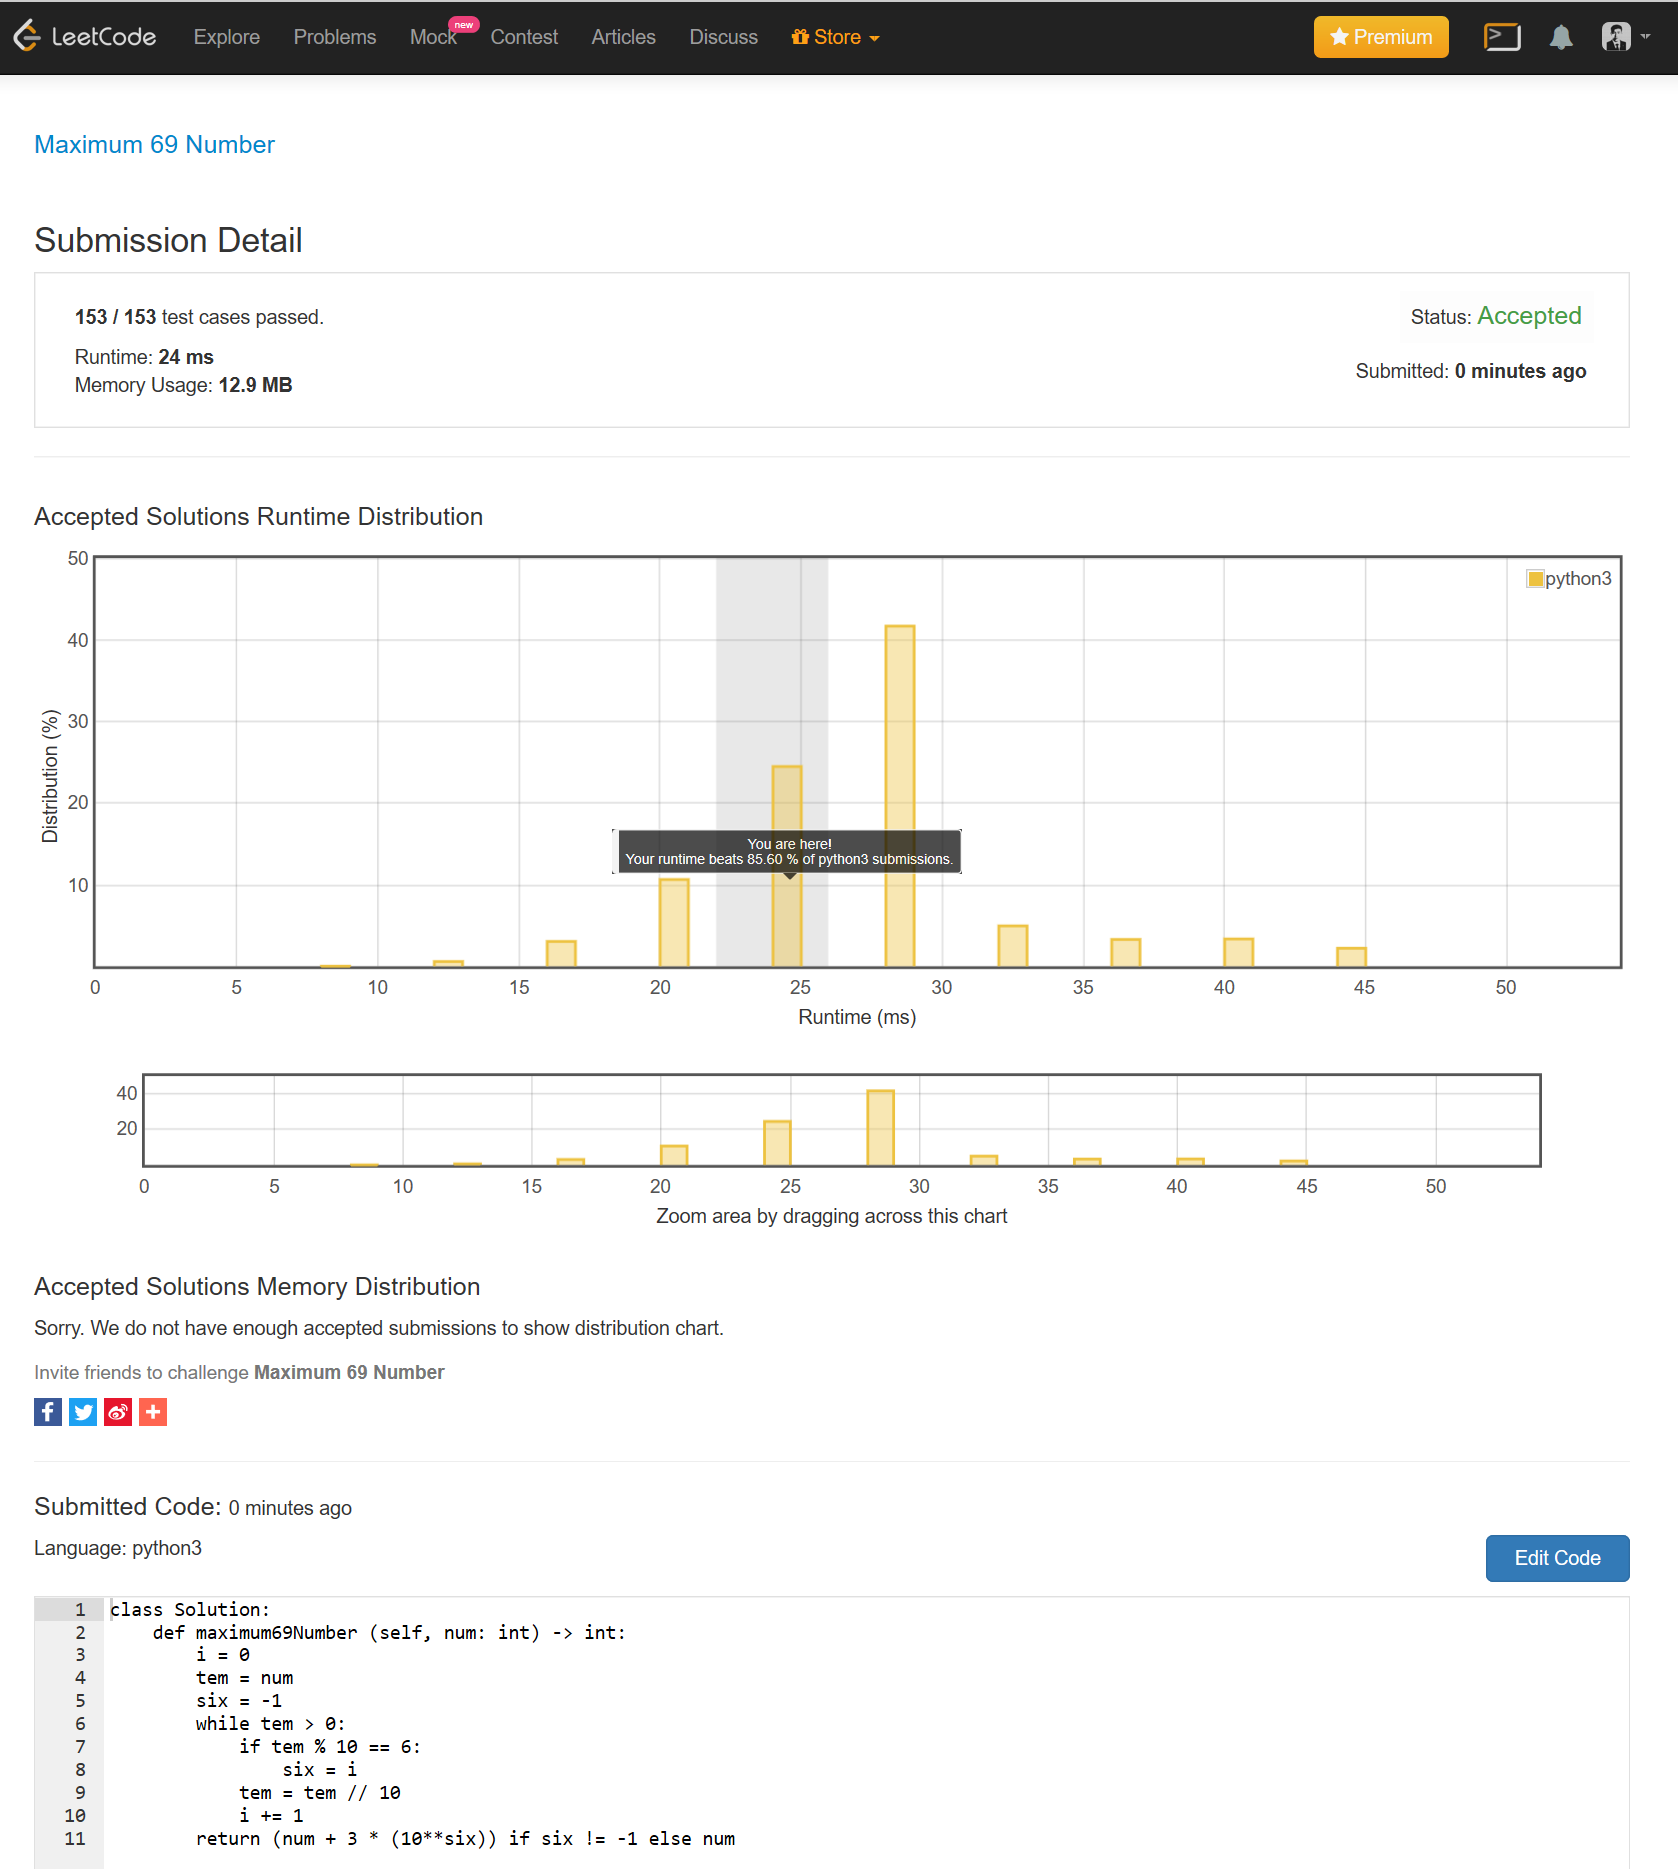 LeetCode Explore Problems Mock new Contest Articles Discuss Store Premium
Maximum 69 Number
Submission Detail
153 / 153 test cases passed.
Status: Accepted
Runtime: 24 ms
Submitted: 0 minutes ago
Memory Usage: 12.9 MB
Accepted Solutions Runtime Distribution
50
40
30
20
10
Distribution (%)
python3
You are here!
Your runtime beats 85.60 % of python3 submissions.
0 5 10 15 20 25 30 35 40 45 50
Runtime (ms)
40
20
0 5 10 15 20 25 30 35 40 45 50
Zoom area by dragging across this chart
Accepted Solutions Memory Distribution
Sorry. We do not have enough accepted submissions to show distribution chart.
Invite friends to challenge Maximum 69 Number
Submitted Code: 0 minutes ago
Language: python3
Edit Code
1 class Solution:
2     def maximum69Number (self, num: int) -> int:
3         i = 0
4         tem = num
5         six = -1
6         while tem > 0:
7             if tem % 10 == 6:
8                 six = i
9             tem = tem // 10
10             i += 1
11         return (num + 3 * (10**six)) if six != -1 else num